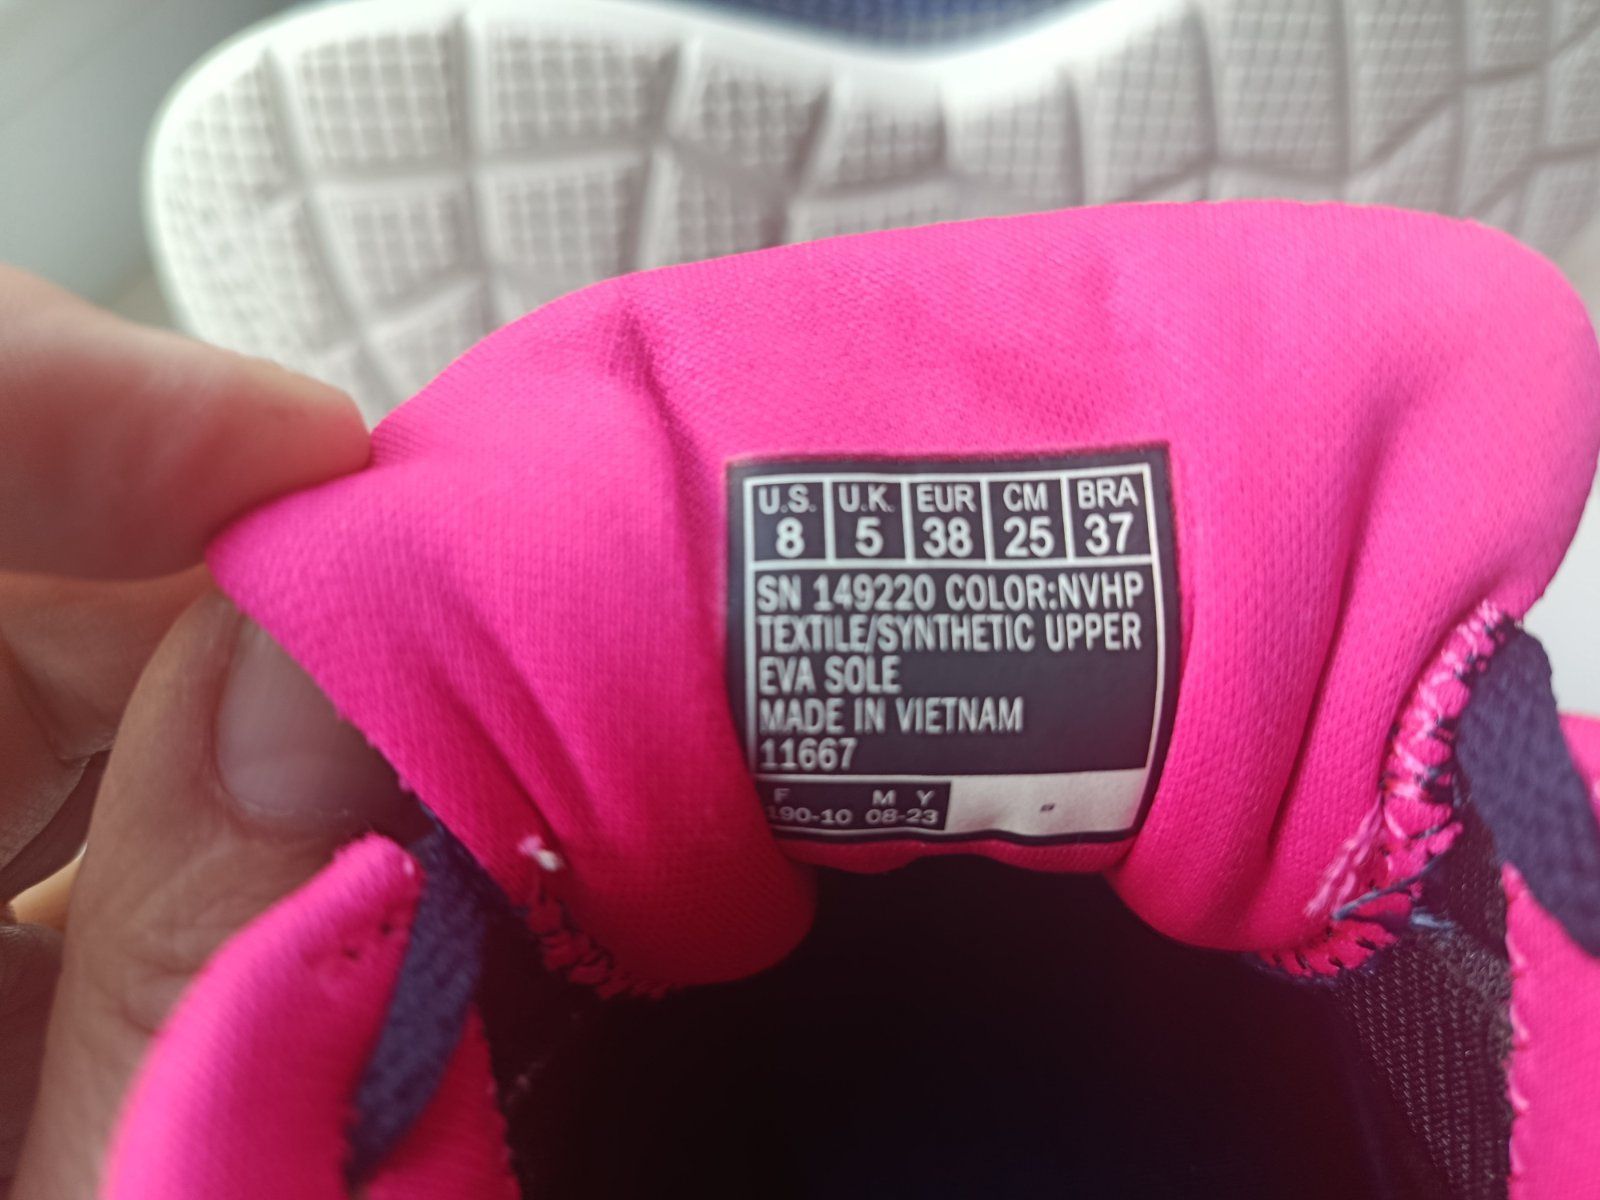 U.S. U.K. EUR CM BRA
8 5 38 25 37
SN 149220 COLOR:NVHP
TEXTILE/SYNTHETIC UPPER
EVA SOLE
MADE IN VIETNAM
11667
F M Y
190-10 08-23